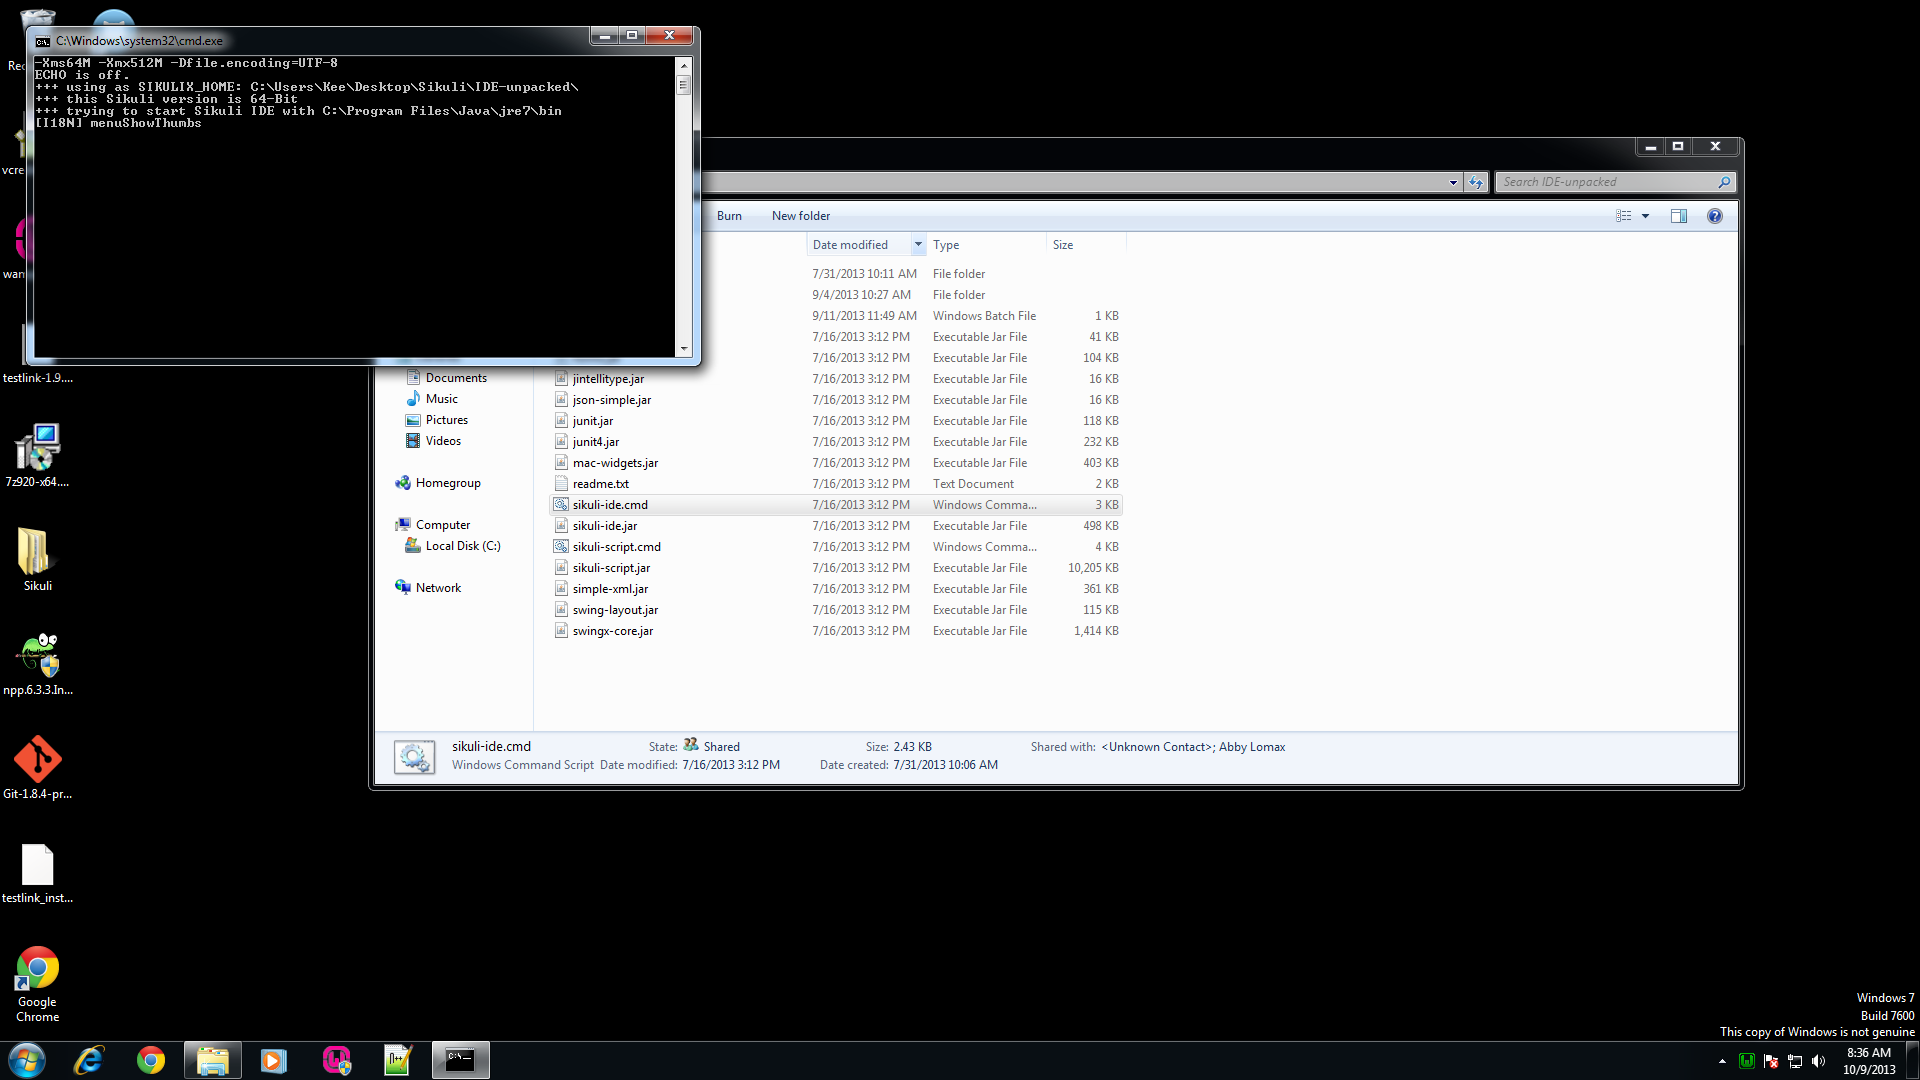 Rec
vcre
wan
testlink-1.9....
7z920-x64....
Sikuli
npp.6.3.3.In...
Git-1.8.4-pr...
testlink_inst...
Google
Chrome
C:\Windows\system32\cmd.exe
-Xms64M -Xmx512M -Dfile.encoding=UTF-8
ECHO is off.
+++ using as SIKULIX_HOME: C:\Users\Kee\Desktop\Sikuli\IDE-unpacked\
+++ this Sikuli version is 64-Bit
+++ trying to start Sikuli IDE with C:\Program Files\Java\jre7\bin
[I18N] menuShowThumbs
Search IDE-unpacked
Burn New folder
Date modified Type Size
7/31/2013 10:11 AM File folder
9/4/2013 10:27 AM File folder
9/11/2013 11:49 AM Windows Batch File 1 KB
7/16/2013 3:12 PM Executable Jar File 41 KB
7/16/2013 3:12 PM Executable Jar File 104 KB
jintellitype.jar 7/16/2013 3:12 PM Executable Jar File 16 KB
json-simple.jar 7/16/2013 3:12 PM Executable Jar File 16 KB
junit.jar 7/16/2013 3:12 PM Executable Jar File 118 KB
junit4.jar 7/16/2013 3:12 PM Executable Jar File 232 KB
mac-widgets.jar 7/16/2013 3:12 PM Executable Jar File 403 KB
readme.txt 7/16/2013 3:12 PM Text Document 2 KB
sikuli-ide.cmd 7/16/2013 3:12 PM Windows Comma... 3 KB
sikuli-ide.jar 7/16/2013 3:12 PM Executable Jar File 498 KB
sikuli-script.cmd 7/16/2013 3:12 PM Windows Comma... 4 KB
sikuli-script.jar 7/16/2013 3:12 PM Executable Jar File 10,205 KB
simple-xml.jar 7/16/2013 3:12 PM Executable Jar File 361 KB
swing-layout.jar 7/16/2013 3:12 PM Executable Jar File 115 KB
swingx-core.jar 7/16/2013 3:12 PM Executable Jar File 1,414 KB
Documents
Music
Pictures
Videos
Homegroup
Computer
Local Disk (C:)
Network
sikuli-ide.cmd State: Shared Size: 2.43 KB Shared with: <Unknown Contact>; Abby Lomax
Windows Command Script Date modified: 7/16/2013 3:12 PM Date created: 7/31/2013 10:06 AM
Windows 7
Build 7600
This copy of Windows is not genuine
8:36 AM
10/9/2013